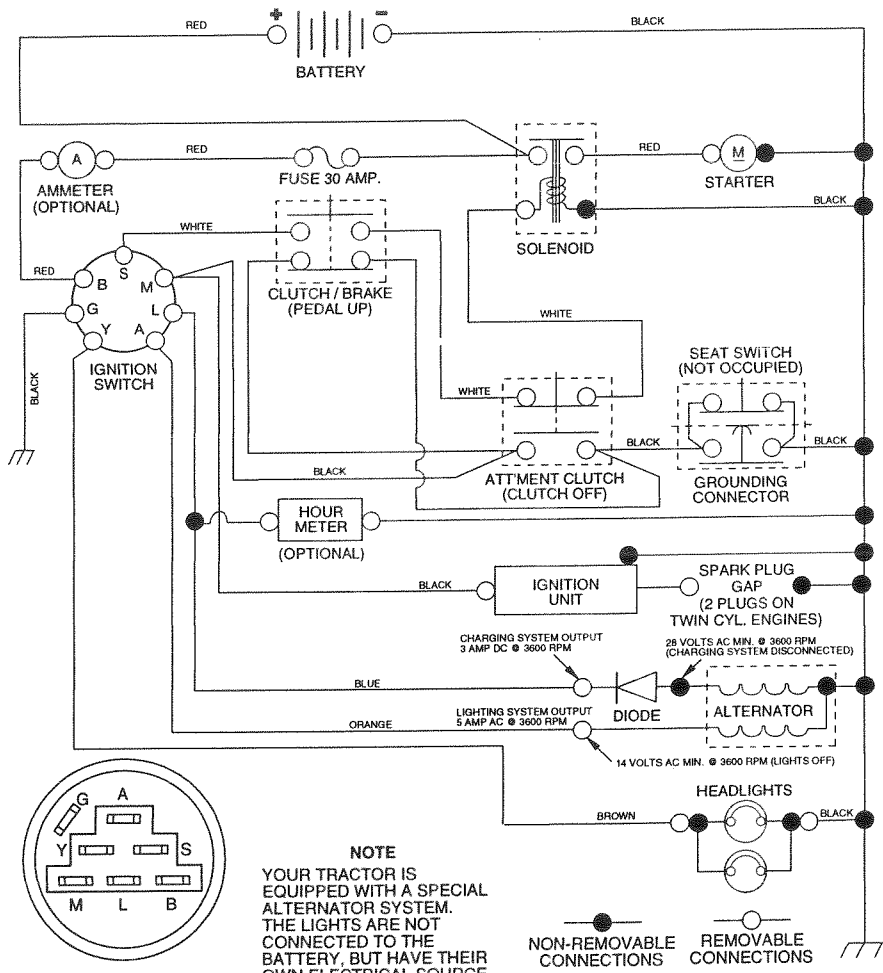 RED
+
−
BLACK
BATTERY
A
RED
RED
M
AMMETER
(OPTIONAL)
FUSE 30 AMP.
STARTER
BLACK
WHITE
SOLENOID
RED
S
B
M
G
L
Y
A
CLUTCH / BRAKE
(PEDAL UP)
IGNITION
SWITCH
BLACK
WHITE
SEAT SWITCH
(NOT OCCUPIED)
WHITE
BLACK
BLACK
BLACK
ATT'MENT CLUTCH
(CLUTCH OFF)
GROUNDING
CONNECTOR
HOUR
METER
(OPTIONAL)
BLACK
IGNITION
UNIT
SPARK PLUG
GAP
(2 PLUGS ON
TWIN CYL. ENGINES)
CHARGING SYSTEM OUTPUT
3 AMP DC @ 3600 RPM
28 VOLTS AC MIN. @ 3600 RPM
(CHARGING SYSTEM DISCONNECTED)
BLUE
DIODE
ALTERNATOR
LIGHTING SYSTEM OUTPUT
5 AMP AC @ 3600 RPM
ORANGE
14 VOLTS AC MIN. @ 3600 RPM (LIGHTS OFF)
HEADLIGHTS
BROWN
BLACK
G
A
Y
S
M
L
B
NOTE
YOUR TRACTOR IS
EQUIPPED WITH A SPECIAL
ALTERNATOR SYSTEM.
THE LIGHTS ARE NOT
CONNECTED TO THE
BATTERY, BUT HAVE THEIR
OWN ELECTRICAL SOURCE
NON-REMOVABLE
CONNECTIONS
REMOVABLE
CONNECTIONS